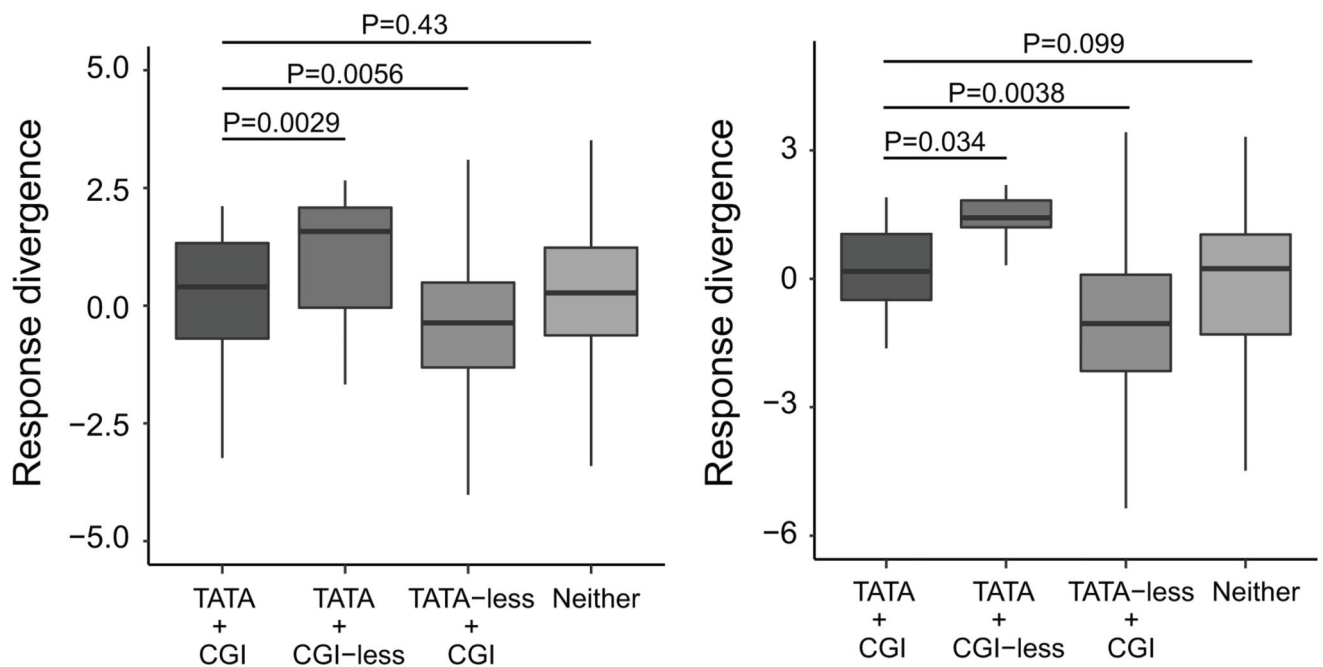 P=0.43
P=0.0056
P=0.0029
Response divergence
5.0
2.5
0.0
−2.5
−5.0
TATA
+
CGI
TATA
+
CGI−less
TATA−less
+
CGI
Neither
P=0.099
P=0.0038
P=0.034
Response divergence
3
0
−3
−6
TATA
+
CGI
TATA
+
CGI−less
TATA−less
+
CGI
Neither